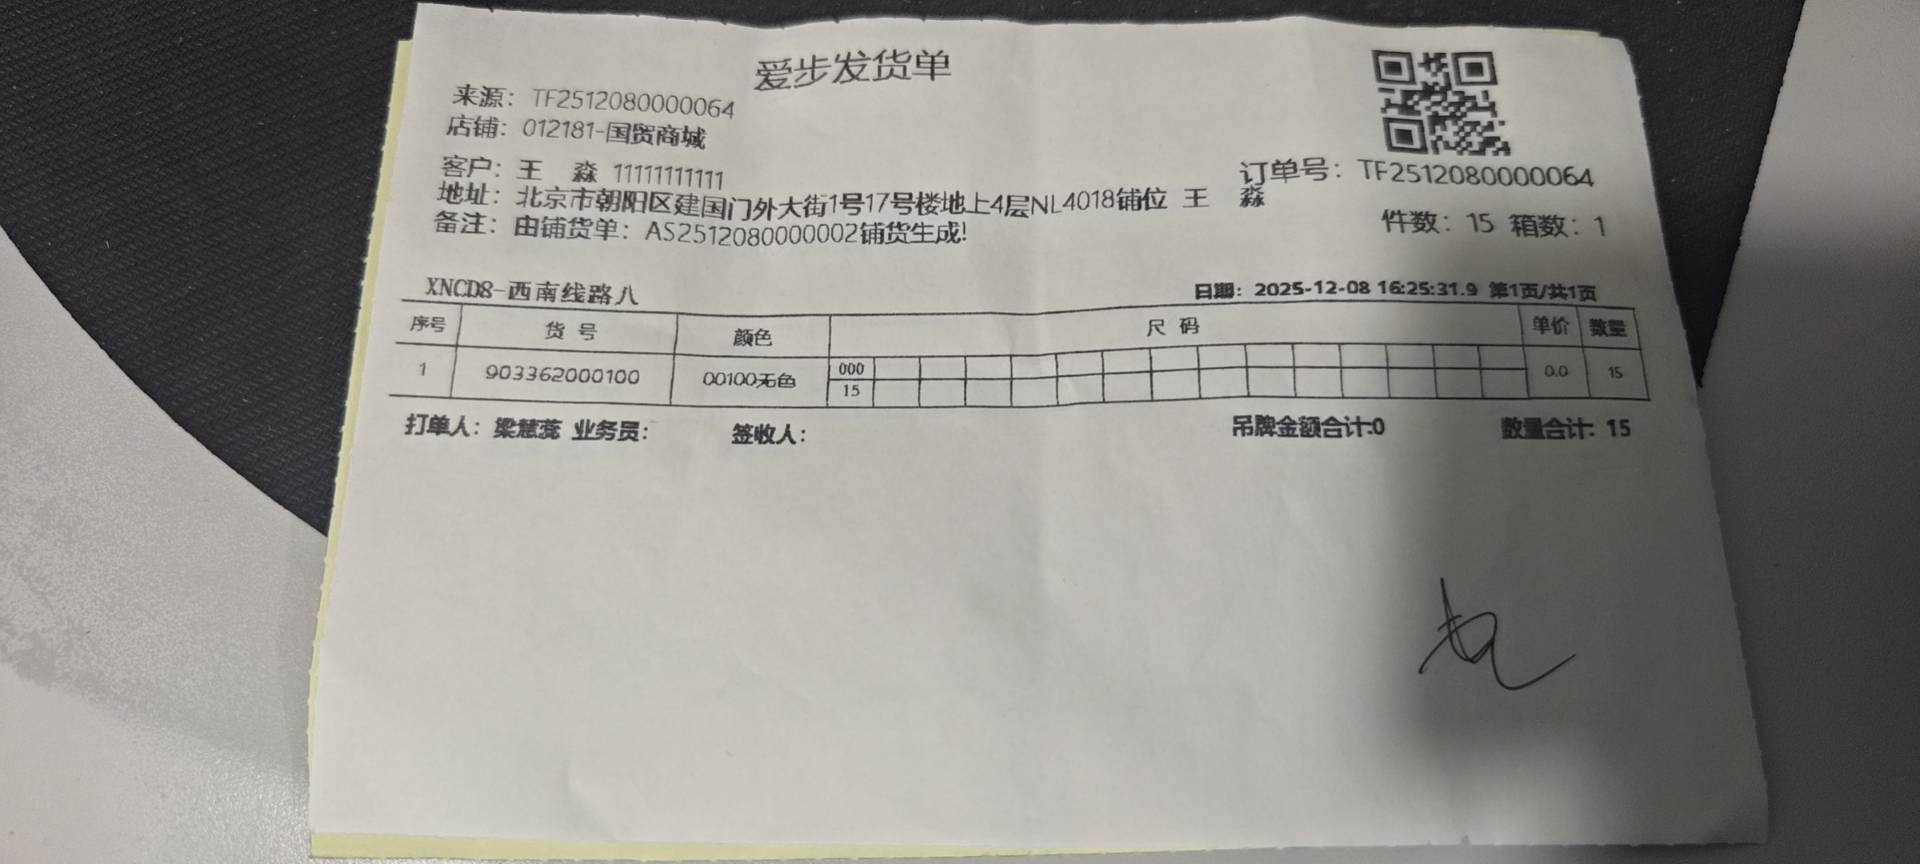 爱步发货单
来源：TF2512080000064
店铺：012181-国贸商城
客户：王 淼 11111111111
订单号：TF2512080000064
地址：北京市朝阳区建国门外大街1号17号楼地上4层NL4018铺位 王 淼
件数：15 箱数：1
备注：由铺货单：AS2512080000002铺货生成!
XNCD8-西南线路八
日期：2025-12-08 16:25:31.9 第1页/共1页
序号 货号 颜色 尺码 单价 数量
1 903362000100 00100无色 000 0.0 15
15
打单人：梁慧蕊 业务员： 签收人： 吊牌金额合计:0 数量合计: 15